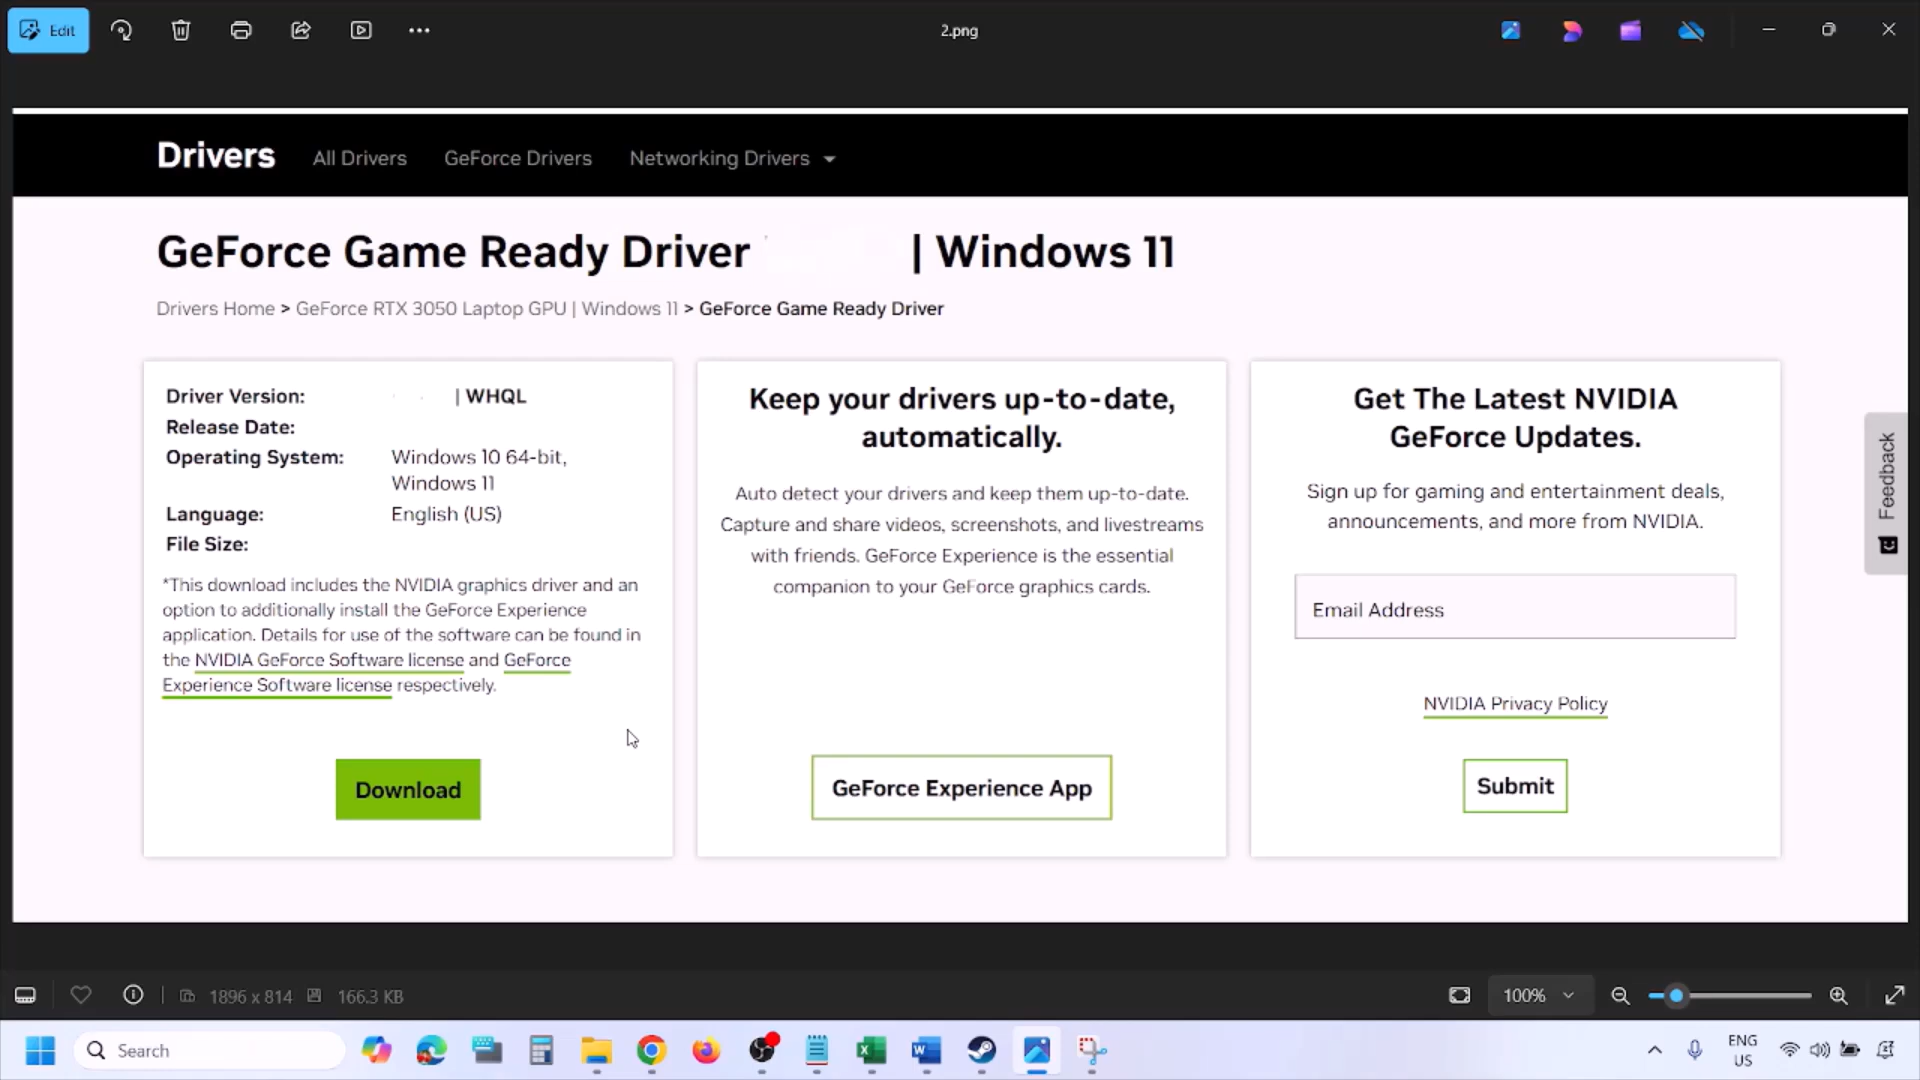 Edit
2.png
Drivers All Drivers GeForce Drivers Networking Drivers
GeForce Game Ready Driver | Windows 11
Drivers Home > GeForce RTX 3050 Laptop GPU | Windows 11 > GeForce Game Ready Driver
Driver Version: | WHQL
Release Date:
Operating System: Windows 10 64-bit,
Windows 11
Language: English (US)
File Size:
*This download includes the NVIDIA graphics driver and an
option to additionally install the GeForce Experience
application. Details for use of the software can be found in
the NVIDIA GeForce Software license and GeForce
Experience Software license respectively.
Download
Keep your drivers up-to-date,
automatically.
Auto detect your drivers and keep them up-to-date.
Capture and share videos, screenshots, and livestreams
with friends. GeForce Experience is the essential
companion to your GeForce graphics cards.
GeForce Experience App
Get The Latest NVIDIA
GeForce Updates.
Sign up for gaming and entertainment deals,
announcements, and more from NVIDIA.
Email Address
NVIDIA Privacy Policy
Submit
Feedback
1896 x 814 166.3 KB
100%
Search
ENG
US